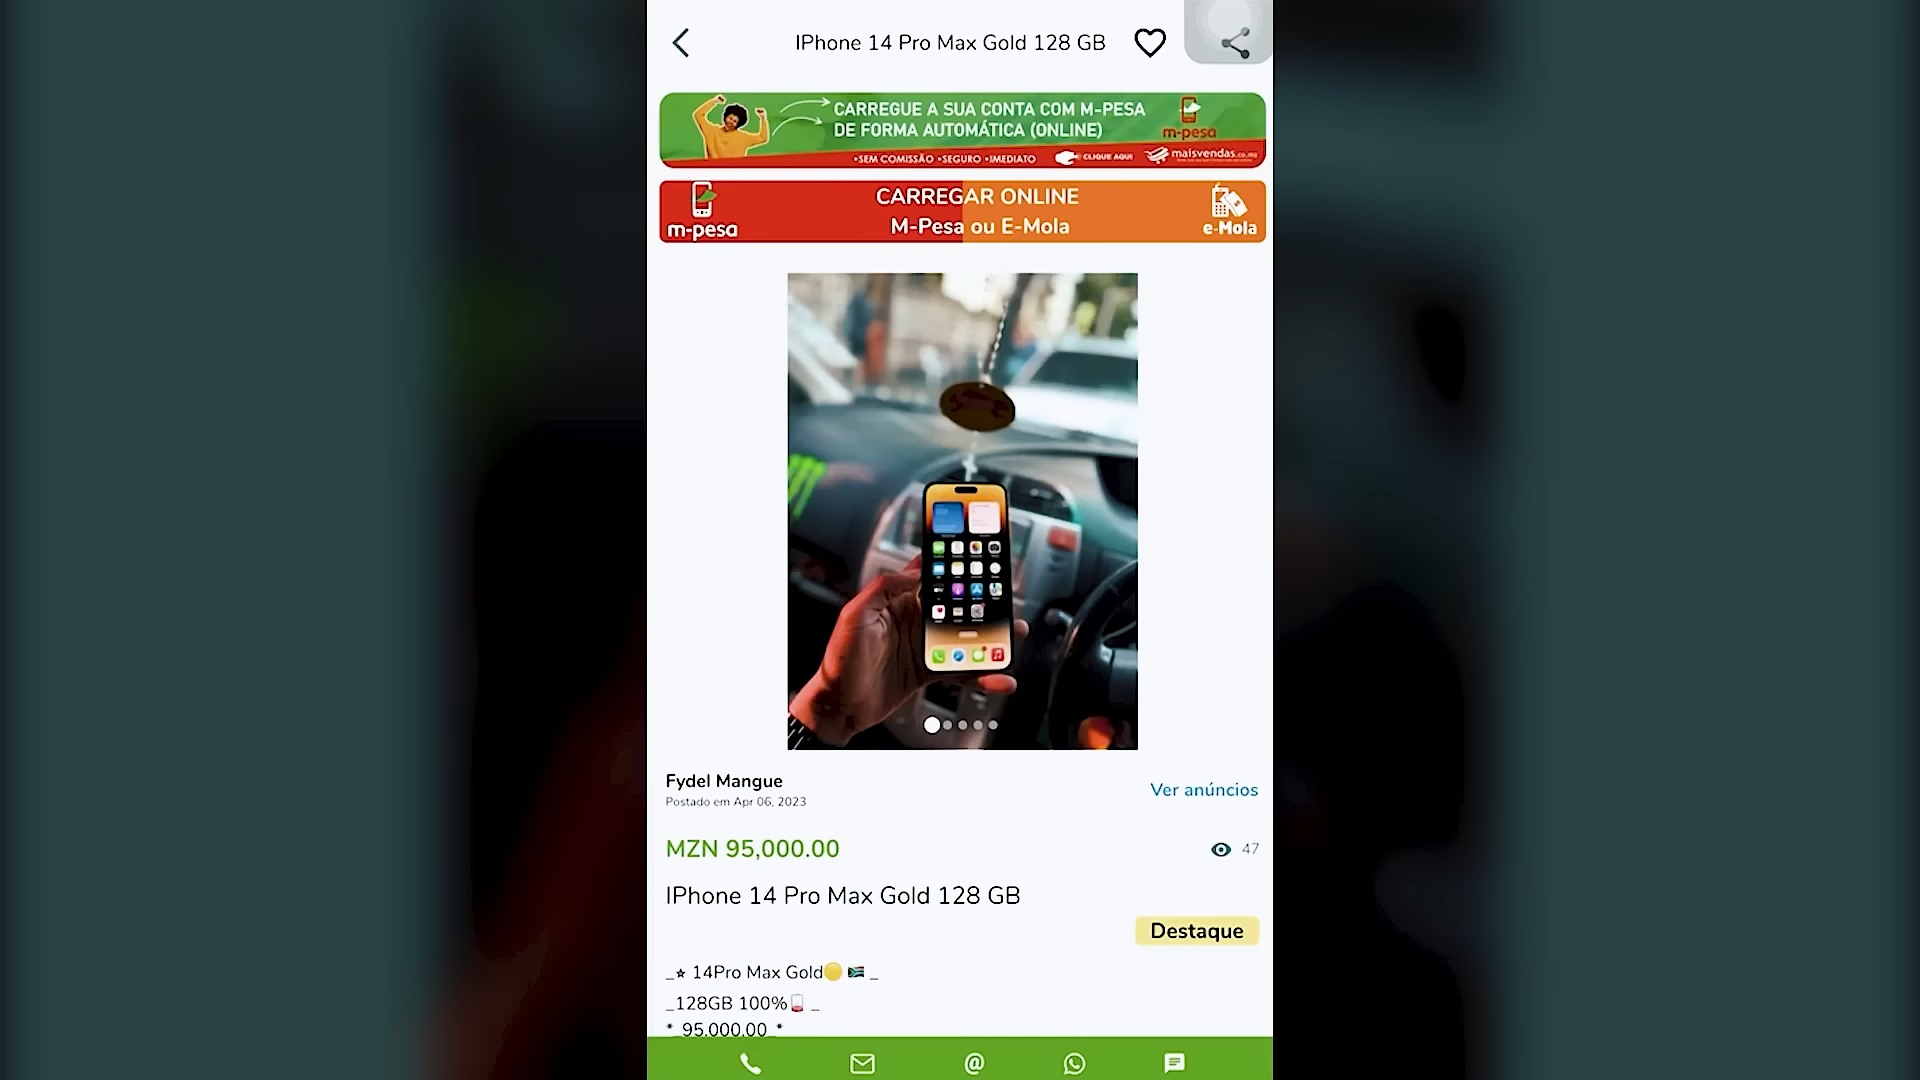 IPhone 14 Pro Max Gold 128 GB
CARREGUE A SUA CONTA COM M-PESA
DE FORMA AUTOMÁTICA (ONLINE)
m-pesa
•SEM COMISSÃO •SEGURO •IMEDIATO
CLIQUE AQUI
maisvendas.co.mz
CARREGAR ONLINE
M-Pesa ou E-Mola
m-pesa
e-Mola
Fydel Mangue
Postado em Apr 06, 2023
Ver anúncios
MZN 95,000.00
47
IPhone 14 Pro Max Gold 128 GB
Destaque
_⭐ 14Pro Max Gold🟡 🇿🇦 _
_128GB 100%🪫 _
*_95.000,00_*